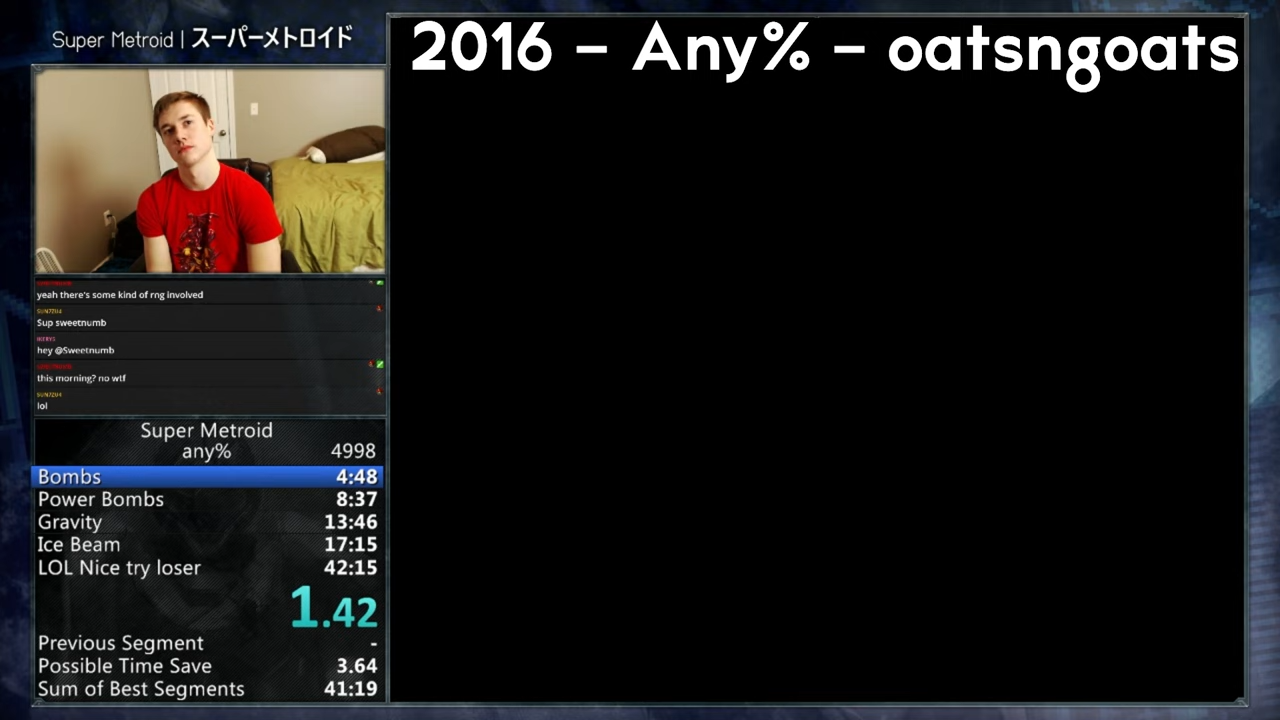 Super Metroid | スーパーメトロイド
2016 – Any% – oatsngoats
yeah there's some kind of rng involved
Sup sweetnumb
hey @Sweetnumb
this morning? no wtf
lol
Super Metroid
any% 4998
Bombs 4:48
Power Bombs 8:37
Gravity 13:46
Ice Beam 17:15
LOL Nice try loser 42:15
1.42
Previous Segment -
Possible Time Save 3.64
Sum of Best Segments 41:19